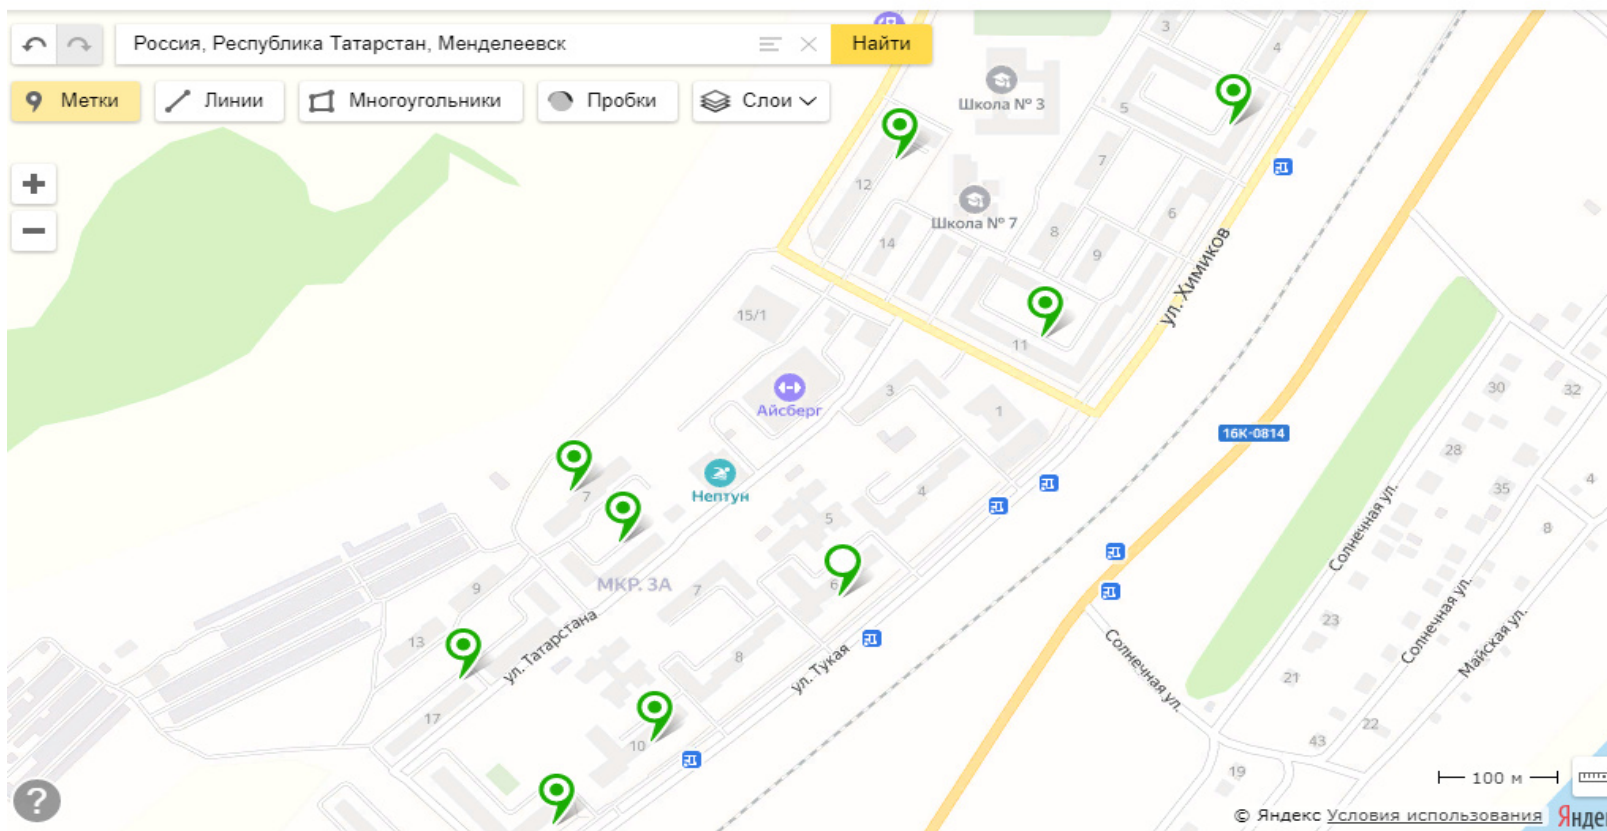 Россия, Республика Татарстан, Менделеевск
Найти
Метки
Линии
Многоугольники
Пробки
Слои
3
4
Школа № 3
5
7
12
Школа № 7
6
14
8
9
ул. Химиков
15/1
11
Айсберг
3
1
30
32
16К-0814
28
Нептун
7
4
35
4
5
8
Солнечная ул.
МКР. 3А
9
7
6
13
ул. Татарстана
8
ул. Тукая
23
Солнечная ул.
Солнечная ул.
Майская ул.
21
17
10
22
43
19
100 м
?
© Яндекс Условия использования
Яндек